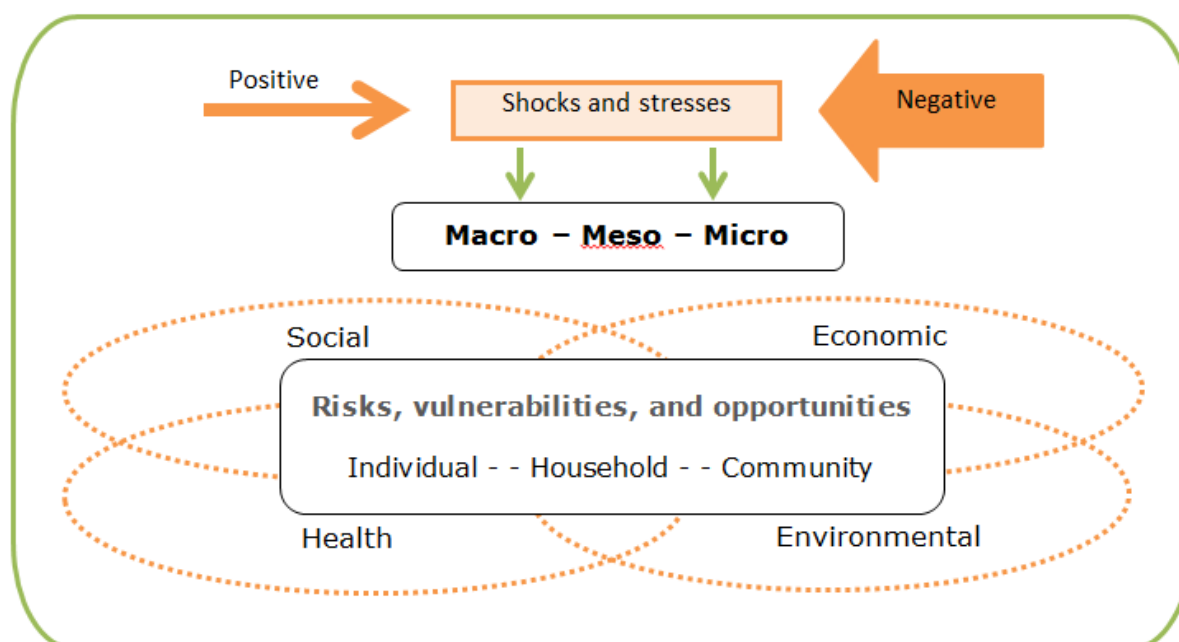 Positive
Shocks and stresses
Negative
Macro – Meso – Micro
Social
Economic
Risks, vulnerabilities, and opportunities
Individual - - Household - - Community
Health
Environmental